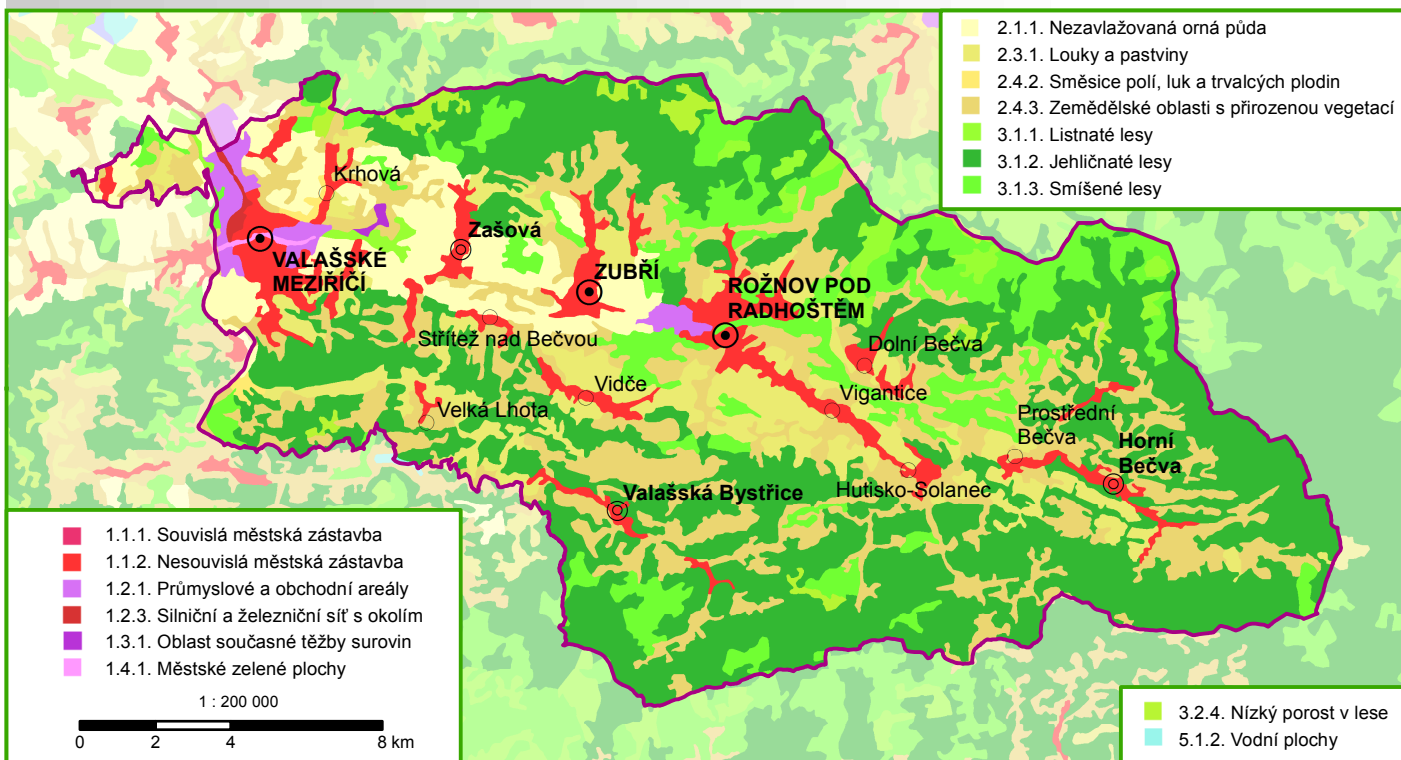 2.1.1. Nezavlažovaná orná půda
2.3.1. Louky a pastviny
2.4.2. Směsice polí, luk a trvalcých plodin
2.4.3. Zemědělské oblasti s přirozenou vegetací
3.1.1. Listnaté lesy
3.1.2. Jehličnaté lesy
3.1.3. Smíšené lesy
Krhová
Zašová
VALAŠSKÉ
MEZIŘÍČÍ
ZUBŘÍ
ROŽNOV POD
RADHOŠTĚM
Střítež nad Bečvou
Dolní Bečva
Vidče
Vigantice
Velká Lhota
Prostřední
Bečva
Horní
Bečva
Hutisko-Solanec
Valašská Bystřice
1.1.1. Souvislá městská zástavba
1.1.2. Nesouvislá městská zástavba
1.2.1. Průmyslové a obchodní areály
1.2.3. Silniční a železniční síť s okolím
1.3.1. Oblast současné těžby surovin
1.4.1. Městské zelené plochy
1 : 200 000
0 2 4 8 km
3.2.4. Nízký porost v lese
5.1.2. Vodní plochy